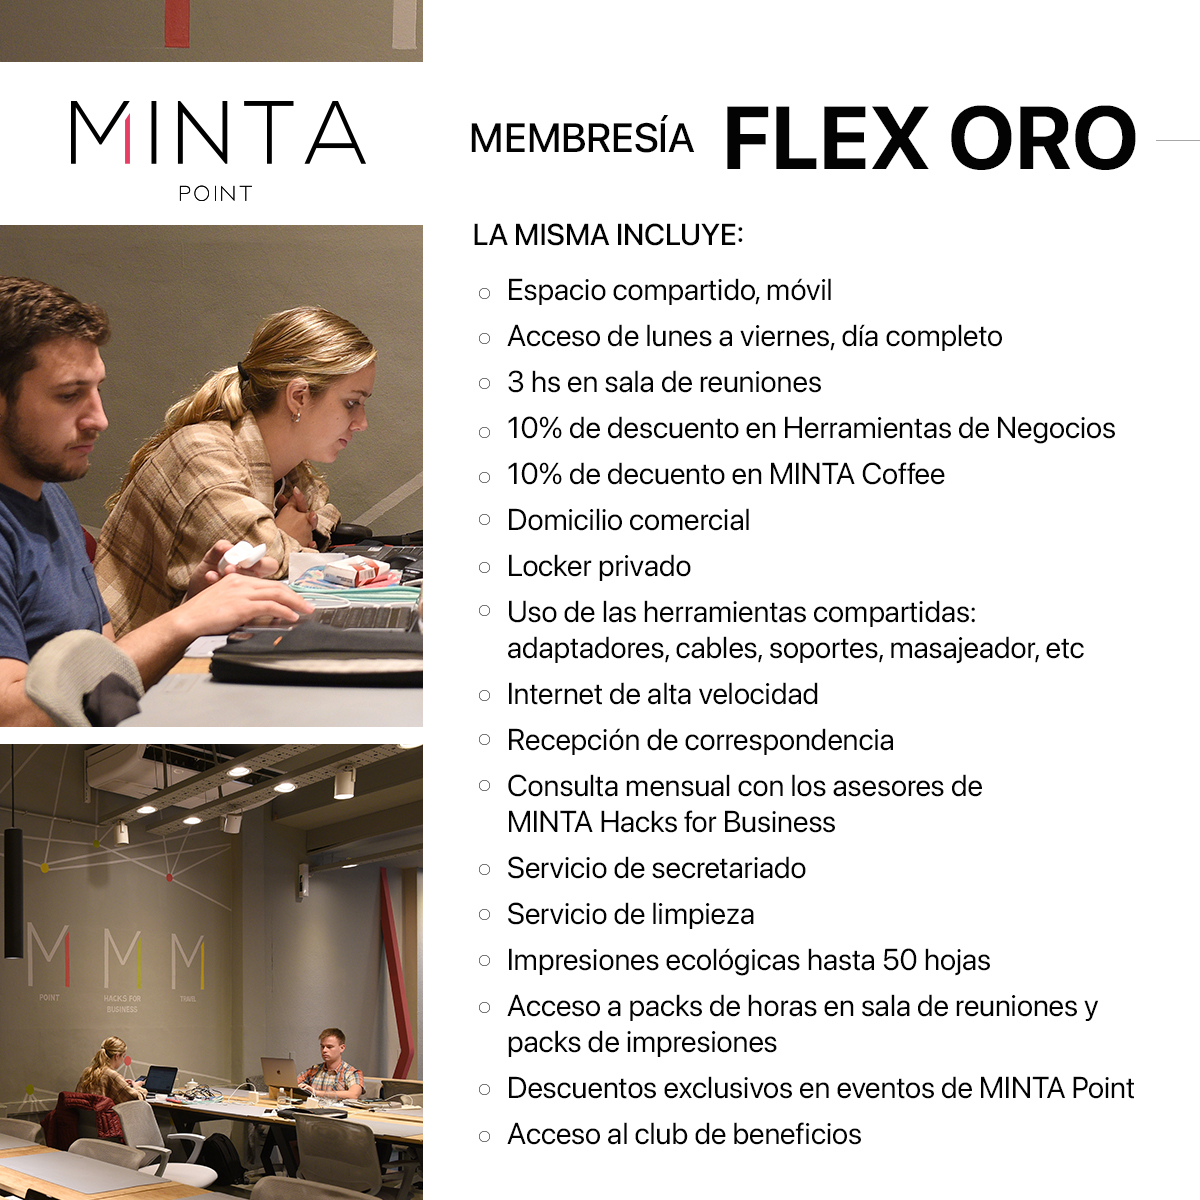 MINTA
POINT
MEMBRESÍA FLEX ORO
LA MISMA INCLUYE:
Espacio compartido, móvil
Acceso de lunes a viernes, día completo
3 hs en sala de reuniones
10% de descuento en Herramientas de Negocios
10% de decuento en MINTA Coffee
Domicilio comercial
Locker privado
Uso de las herramientas compartidas:
adaptadores, cables, soportes, masajeador, etc
Internet de alta velocidad
Recepción de correspondencia
Consulta mensual con los asesores de
MINTA Hacks for Business
Servicio de secretariado
Servicio de limpieza
Impresiones ecológicas hasta 50 hojas
Acceso a packs de horas en sala de reuniones y
packs de impresiones
Descuentos exclusivos en eventos de MINTA Point
Acceso al club de beneficios
M M M
POINT HACKS FOR TRAVEL
BUSINESS